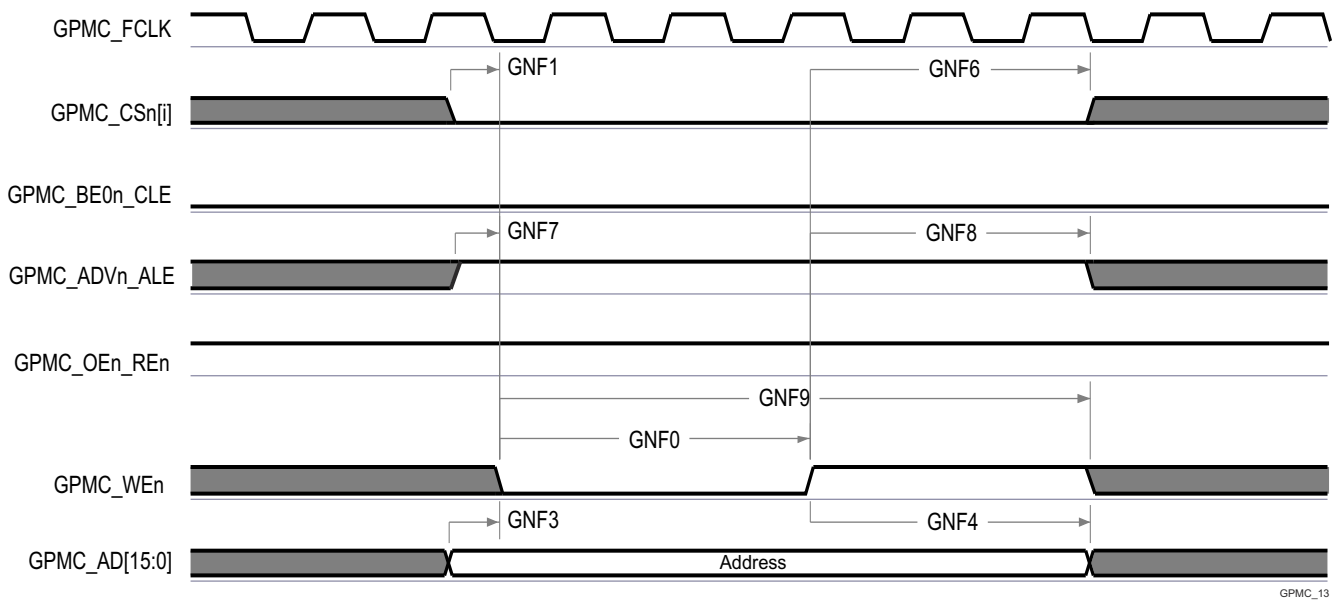 GPMC_FCLK
GNF1
GNF6
GPMC_CSn[i]
GPMC_BE0n_CLE
GNF7
GNF8
GPMC_ADVn_ALE
GPMC_OEn_REn
GNF9
GNF0
GPMC_WEn
GNF3
GNF4
GPMC_AD[15:0]
Address
GPMC_13